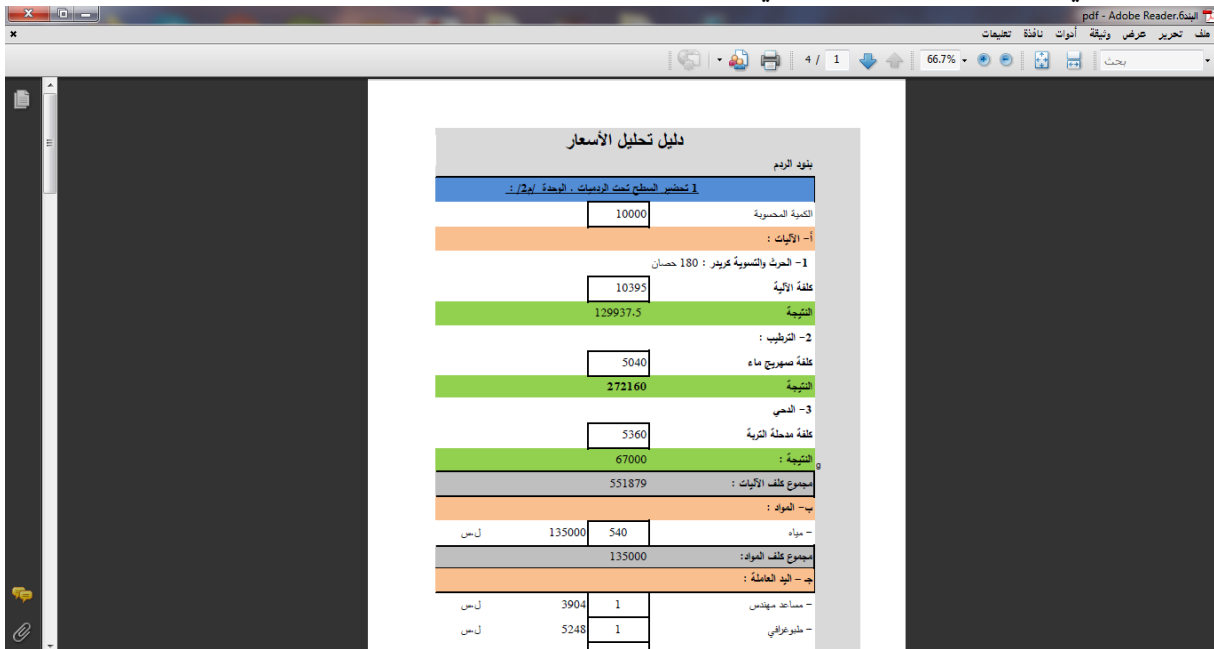 البند6.pdf - Adobe Reader
ملف تحرير عرض وثيقة أدوات نافذة تعليمات
1 / 4 66.7% بحث
دليل تحليل الأسعار
بنود الردم
1 تحضير السطح تحت الردميات ، الوحدة /م2/ :
الكمية المحسوبة 10000
أ- الآليات :
1- الحرث والتسوية كريدر : 180 حصان
كلفة الآلية 10395
النتيجة 129937.5
2- الترطيب :
كلفة صهريج ماء 5040
النتيجة 272160
3- الدحي
كلفة مدحلة التربة 5360
النتيجة : 67000
مجموع كلف الآليات : 551879
ب- المواد :
- مياه 540 135000 ل.س
مجموع كلف المواد: 135000
جـ - اليد العاملة :
- مساعد مهندس 1 3904 ل.س
- طبوغرافي 1 5248 ل.س